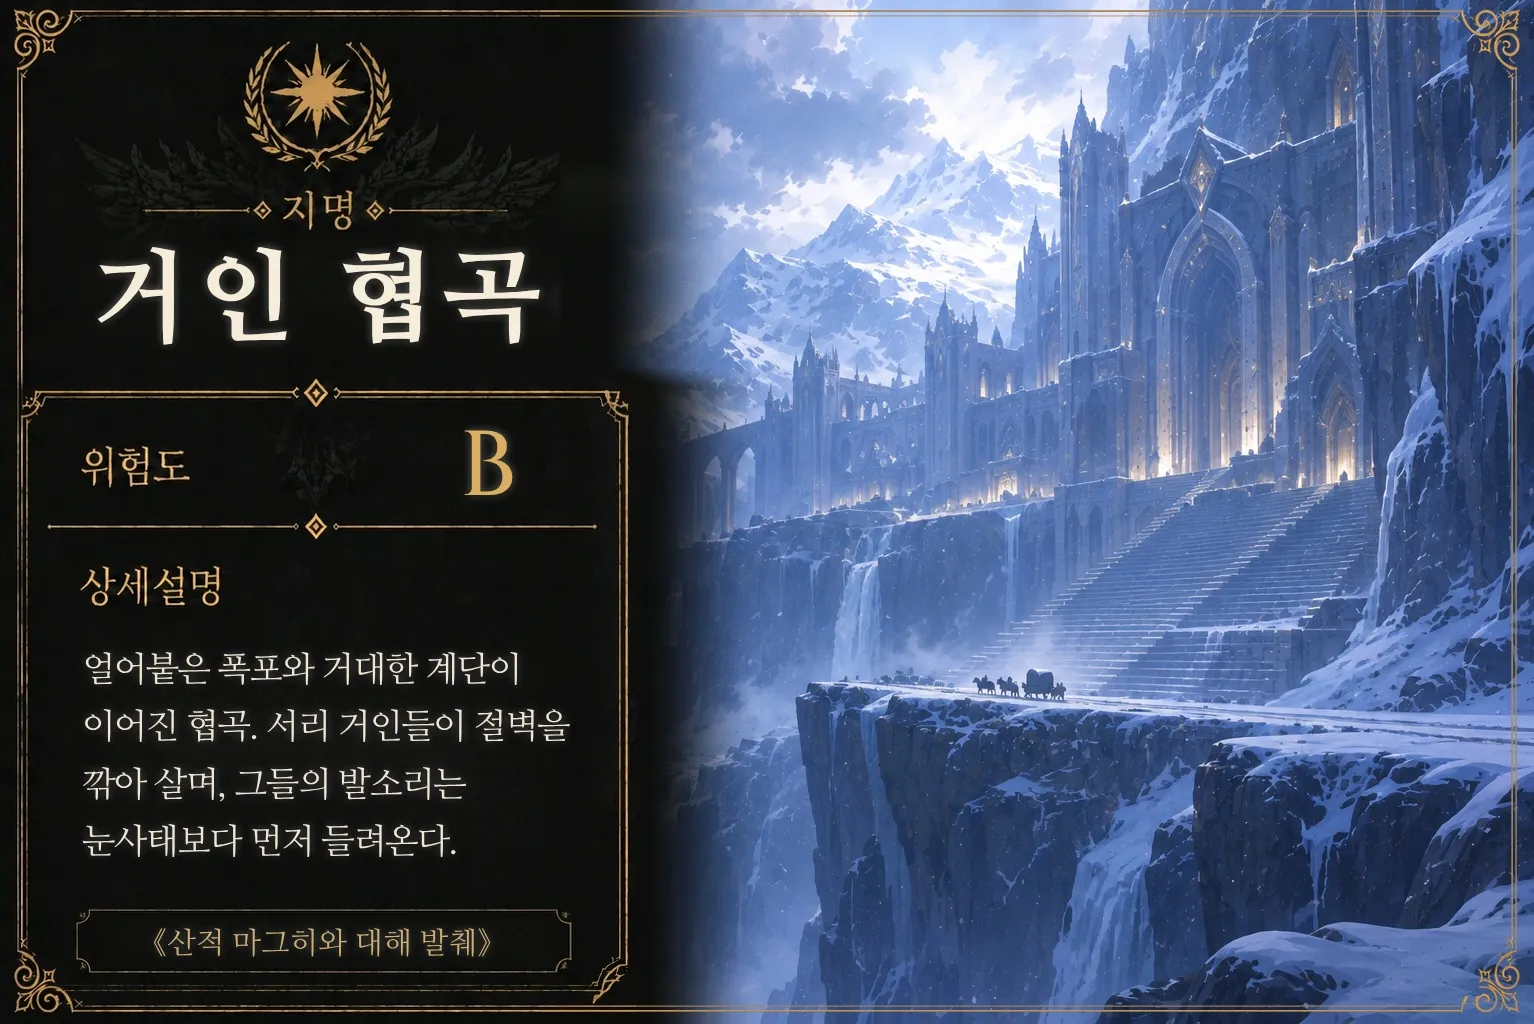 지명
거인 협곡
위험도 B
상세설명
얼어붙은 폭포와 거대한 계단이
이어진 협곡. 서리 거인들이 절벽을
깎아 살며, 그들의 발소리는
눈사태보다 먼저 들려온다.
《산적 마그히와 대해 발췌》